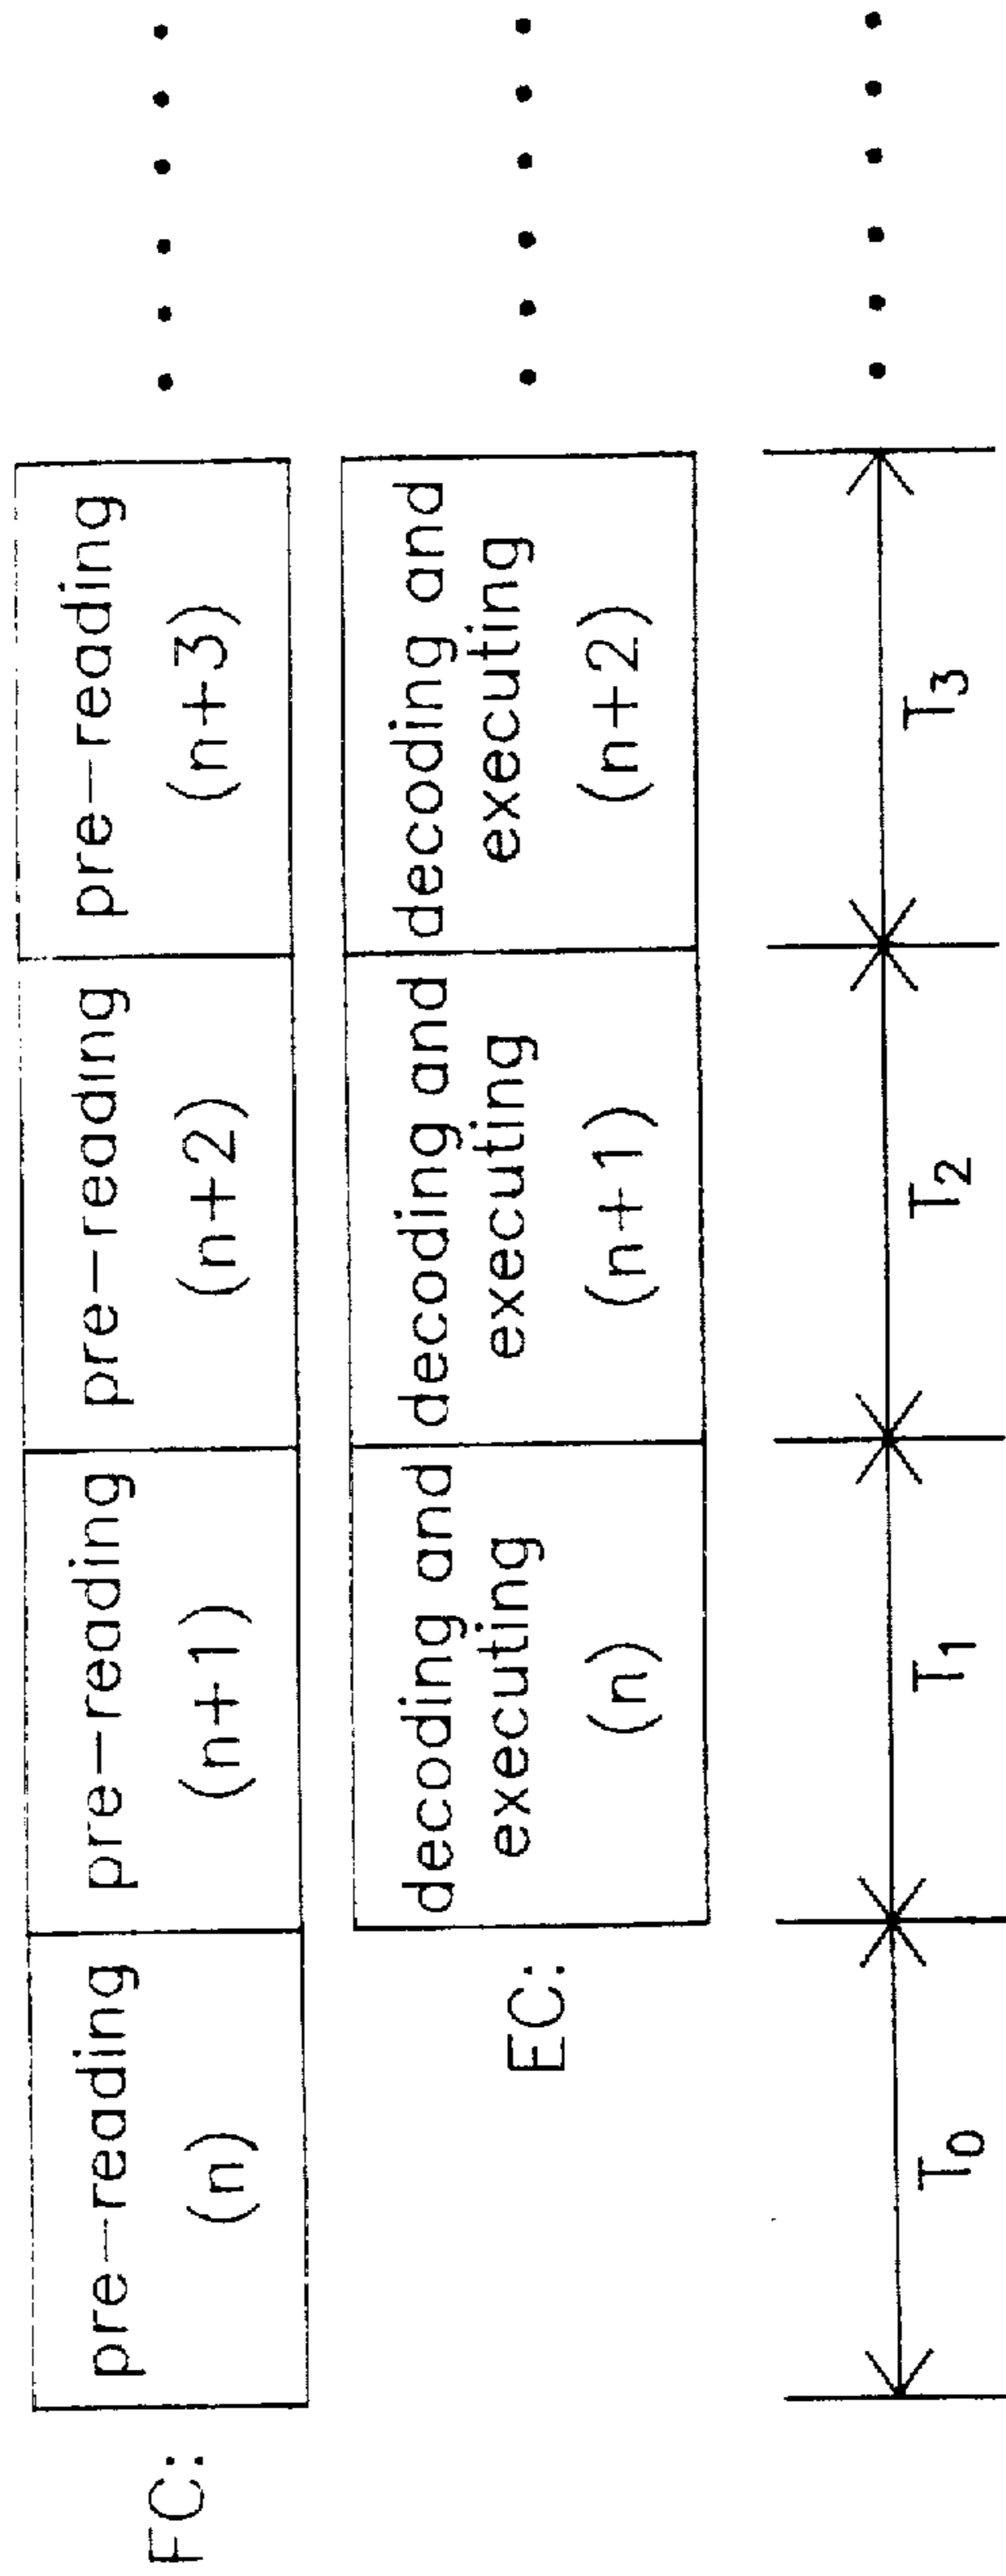 FC:
pre-reading
(n)
pre-reading
(n+1)
pre-reading
(n+2)
pre-reading
(n+3)
EC:
decoding and
executing
(n)
decoding and
executing
(n+1)
decoding and
executing
(n+2)
T0
T1
T2
T3